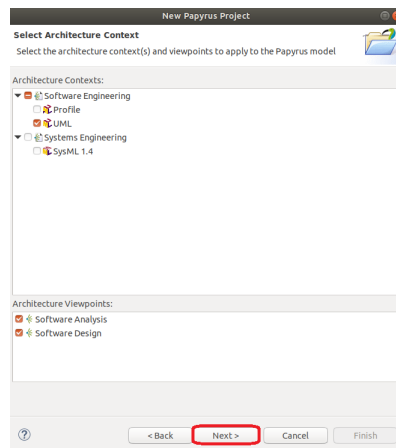 New Papyrus Project
Select Architecture Context
Select the architecture context(s) and viewpoints to apply to the Papyrus model
Architecture Contexts:
Software Engineering
Profile
UML
Systems Engineering
SysML 1.4
Architecture Viewpoints:
Software Analysis
Software Design
? < Back Next > Cancel Finish